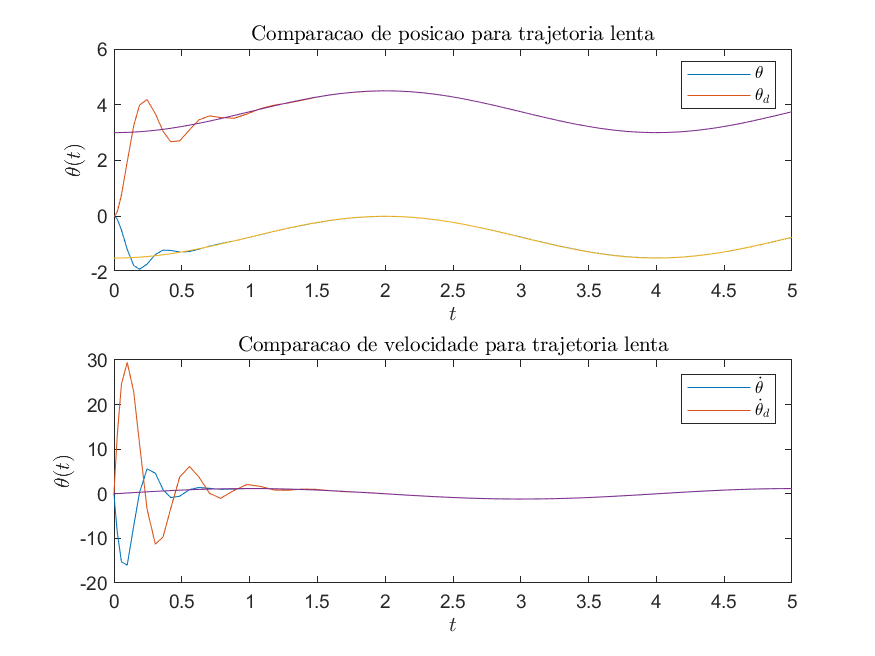 Comparacao de posicao para trajetoria lenta
6
4
2
0
-2
θ(t)
θ
θ_d
0 0.5 1 1.5 2 2.5 3 3.5 4 4.5 5
t
Comparacao de velocidade para trajetoria lenta
30
20
10
0
-10
-20
θ̇(t)
θ̇
θ̇_d
0 0.5 1 1.5 2 2.5 3 3.5 4 4.5 5
t